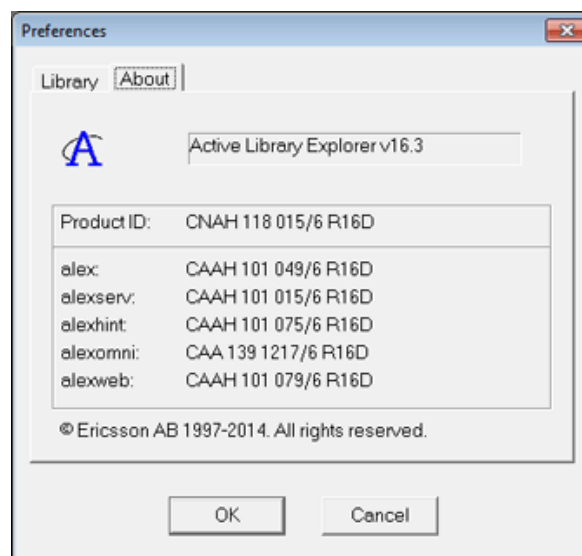 Preferences
Library About
Active Library Explorer v16.3
Product ID: CNAH 118 015/6 R16D
alex: CAAH 101 049/6 R16D
alexserv: CAAH 101 015/6 R16D
alexhint: CAAH 101 075/6 R16D
alexomni: CAA 139 1217/6 R16D
alexweb: CAAH 101 079/6 R16D
© Ericsson AB 1997-2014. All rights reserved.
OK Cancel